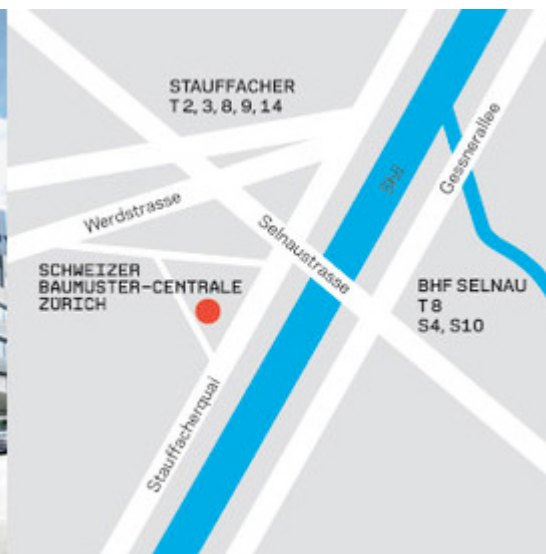 STAUFFACHER
T 2, 3, 8, 9, 14
Gessnerallee
Sihl
Werdstrasse
Selnaustrasse
SCHWEIZER
BAUMUSTER-CENTRALE
ZÜRICH
BHF SELNAU
T 8
S4, S10
Stauffacherquai